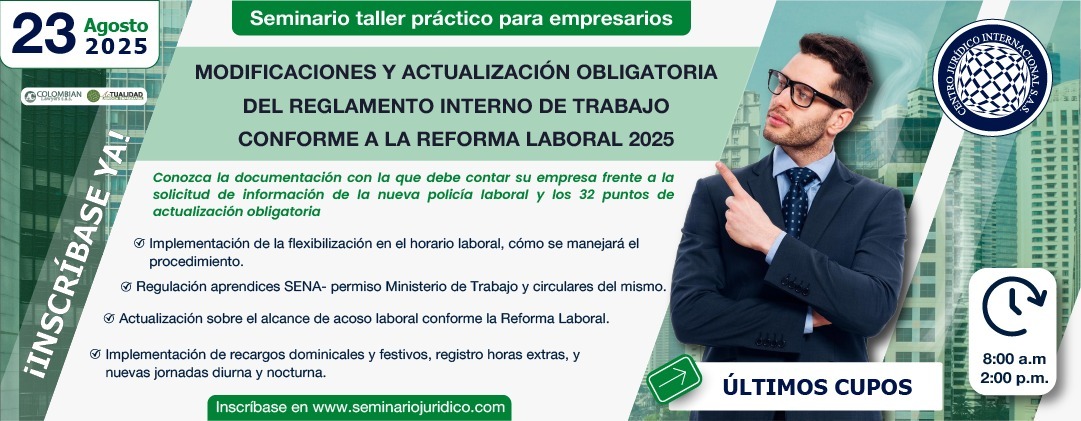 23 Agosto
2025
Seminario taller práctico para empresarios
COLOMBIAN
MODIFICACIONES Y ACTUALIZACIÓN OBLIGATORIA
DEL REGLAMENTO INTERNO DE TRABAJO
CONFORME A LA REFORMA LABORAL 2025
CENTRO JURÍDICO INTERNACIONAL S.A.S.
¡INSCRÍBASE YA!
Conozca la documentación con la que debe contar su empresa frente a la
solicitud de información de la nueva policía laboral y los 32 puntos de
actualización obligatoria
Implementación de la flexibilización en el horario laboral, cómo se manejará el
procedimiento.
Regulación aprendices SENA- permiso Ministerio de Trabajo y circulares del mismo.
Actualización sobre el alcance de acoso laboral conforme la Reforma Laboral.
Implementación de recargos dominicales y festivos, registro horas extras, y
nuevas jornadas diurna y nocturna.
8:00 a.m
2:00 p.m.
ÚLTIMOS CUPOS
Inscríbase en www.seminariojuridico.com